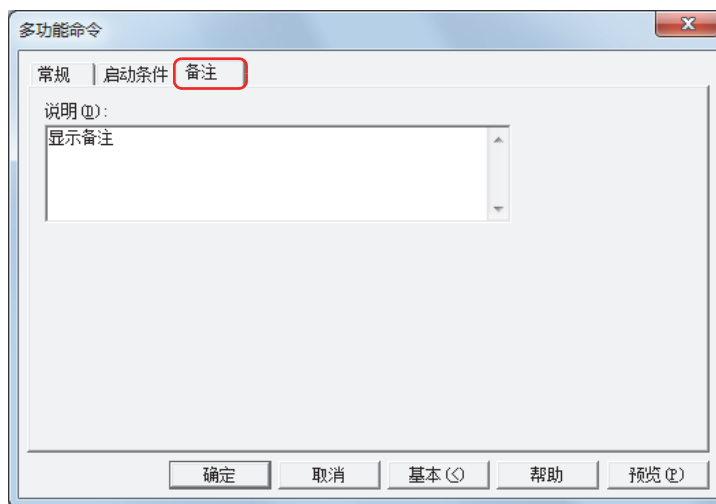 多功能命令
常规 启动条件 备注
说明(D):
显示备注
确定 取消 基本(<) 帮助 预览(P)